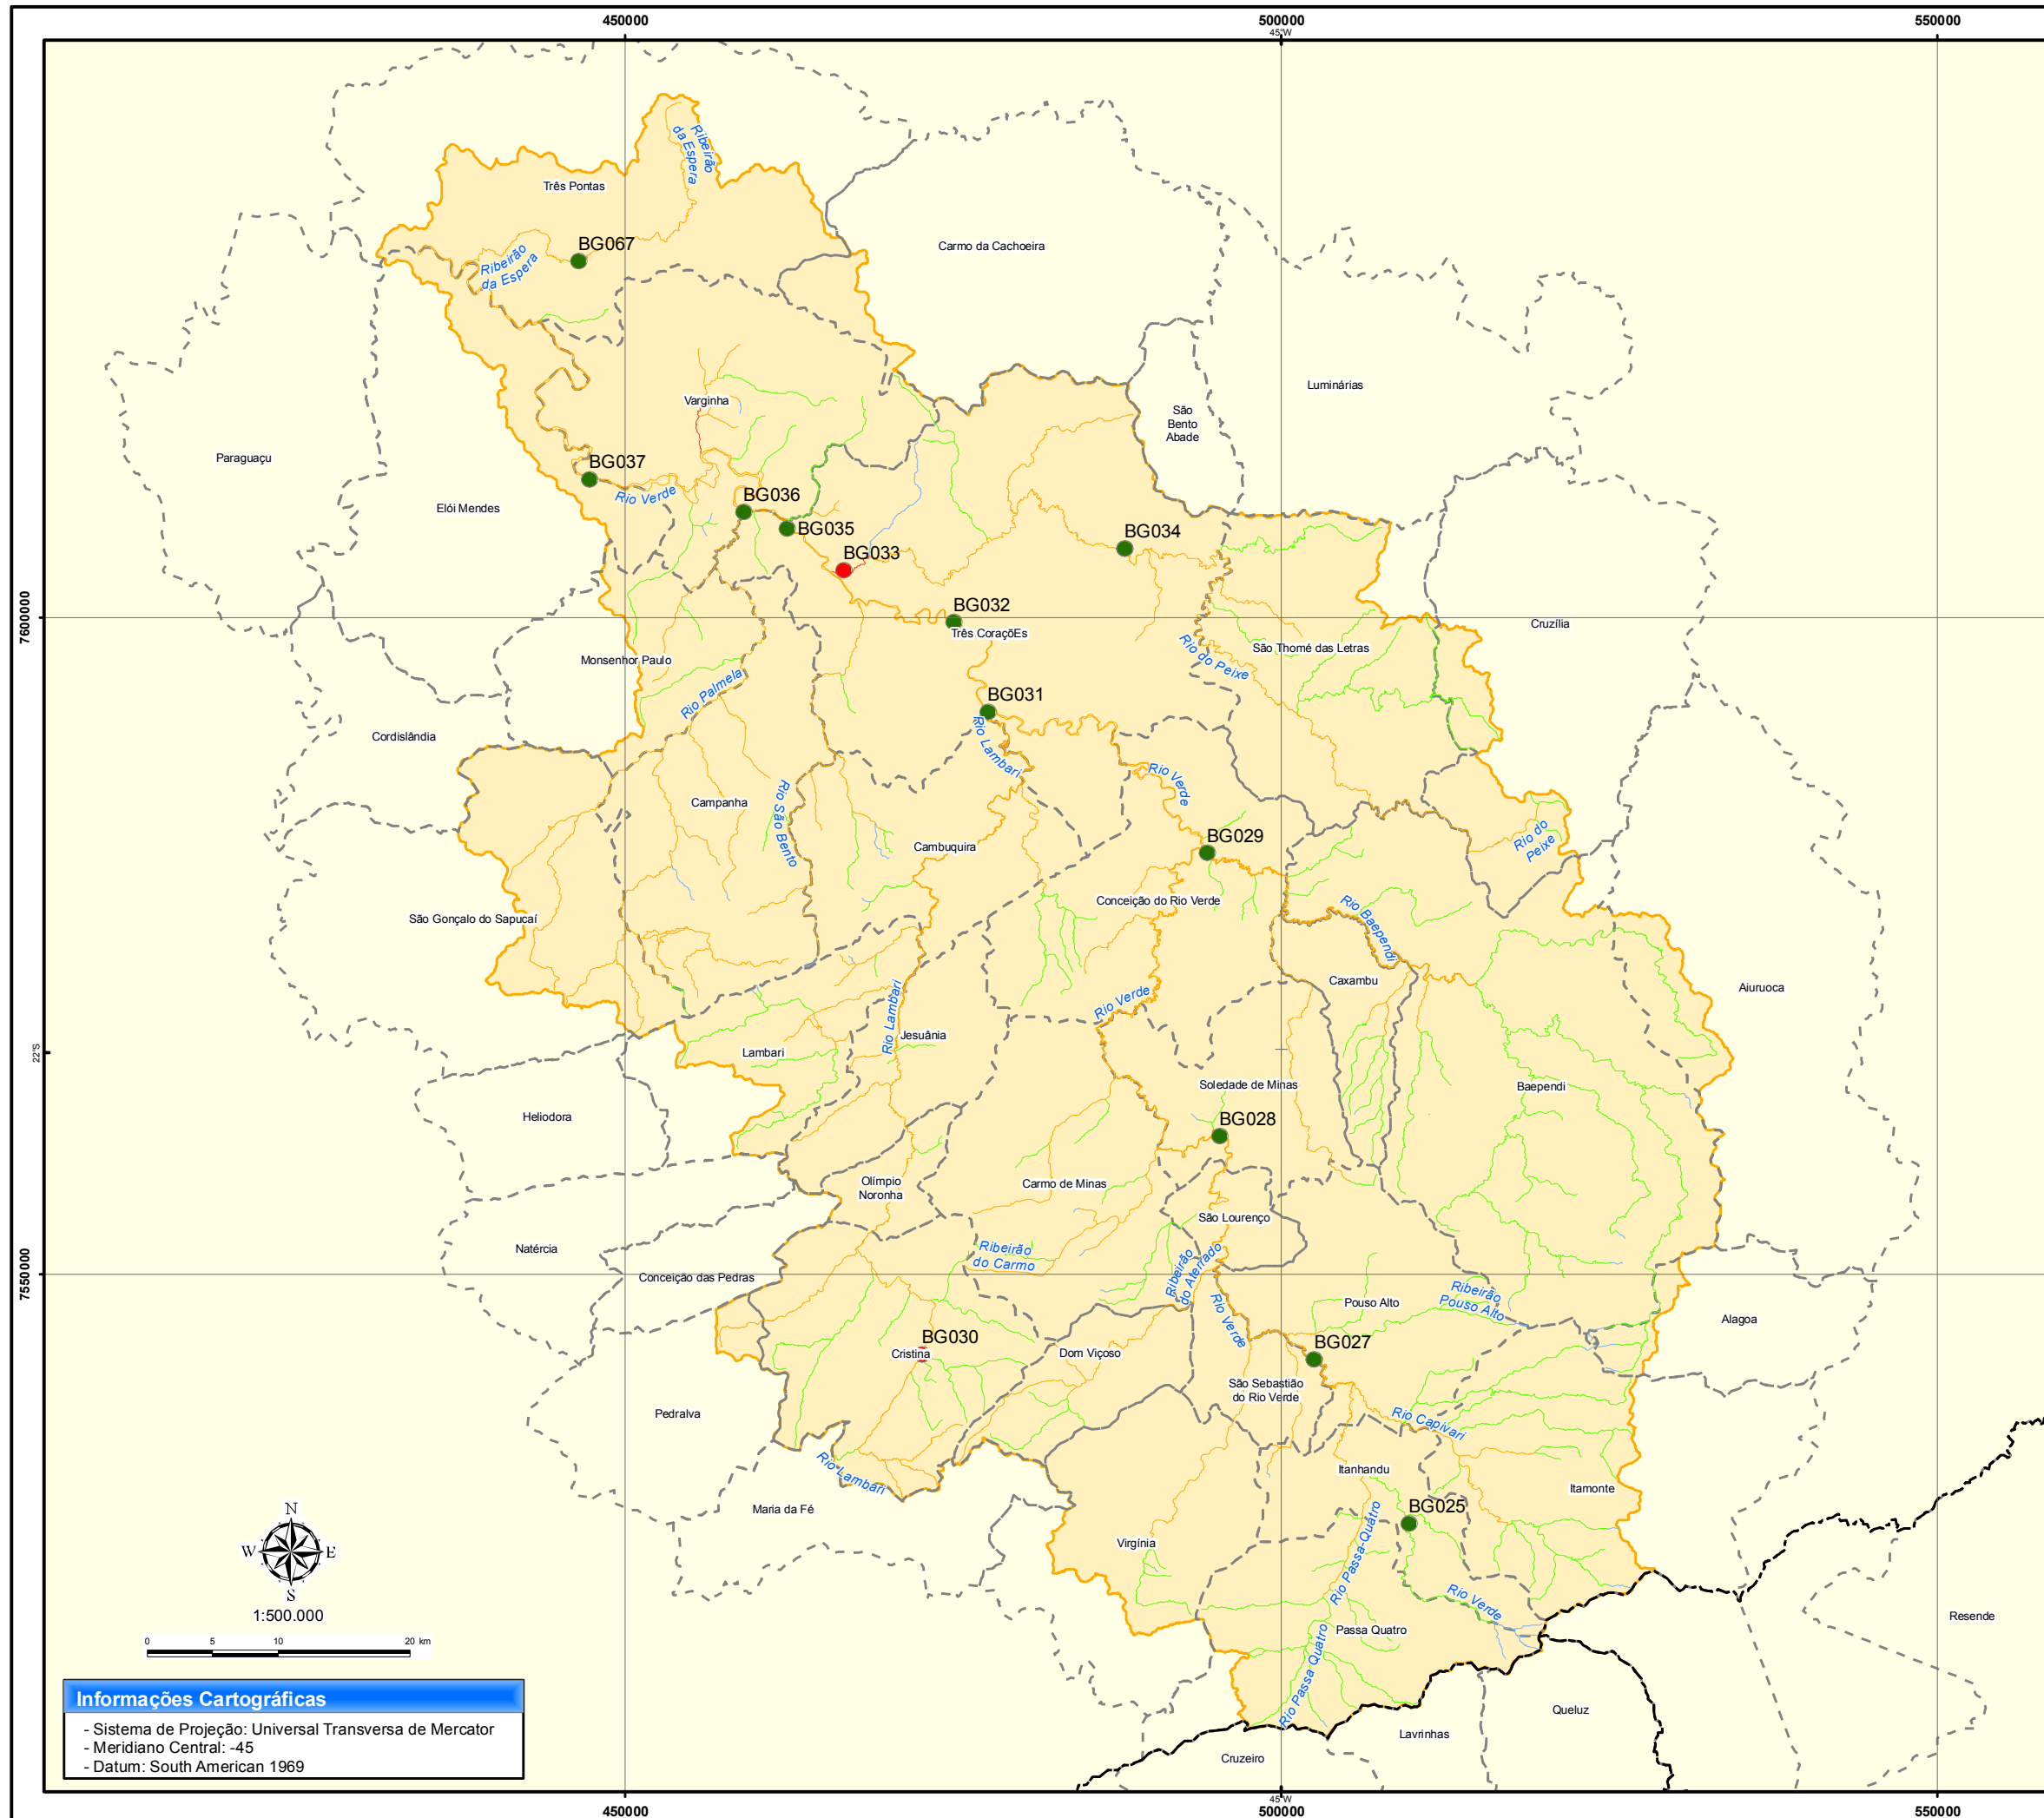 450000
500000
550000
45°W
Ribeirão
da Espera
Três Pontas
BG067
Carmo da Cachoeira
Ribeirão
da Espera
Luminárias
Varginha
São
Bento
Abade
Paraguaçu
BG037
Rio Verde
Elói Mendes
BG036
BG035
BG034
BG033
BG032
7600000
Três CoraçõEs
Cruzília
São Thomé das Letras
Rio do Peixe
Monsenhor Paulo
Rio Palmela
BG031
Rio Lambari
Cordislândia
Rio Verde
Campanha
Rio São Bento
Cambuquira
BG029
Rio do
Peixe
Conceição do Rio Verde
São Gonçalo do Sapucaí
Rio Baependi
Caxambu
Aiuruoca
Rio Verde
Rio Lambari
Jesuânia
22°S
Lambari
Soledade de Minas
Baependi
Heliodora
BG028
Olímpio
Noronha
Carmo de Minas
São Lourenço
Natércia
Ribeirão
do Carmo
Ribeirão
do Aterrado
7550000
Conceição das Pedras
Rio Verde
Pouso Alto
Ribeirão
Pouso Alto
Alagoa
BG030
Cristina
Dom Viçoso
BG027
São Sebastião
do Rio Verde
Pedralva
Rio Capivari
Rio Lambari
Itanhandu
Itamonte
Maria da Fé
BG025
Virgínia
Rio Passa-Quatro
Rio Verde
Passa Quatro
Resende
Rio Passa Quatro
Queluz
Lavrinhas
Cruzeiro
N
W
E
S
1:500.000
0
5
10
20 km
Informações Cartográficas
- Sistema de Projeção: Universal Transversa de Mercator
- Meridiano Central: -45
- Datum: South American 1969
45°W
450000
500000
550000